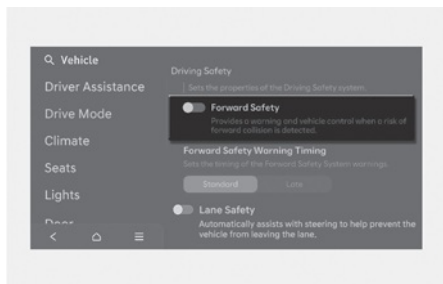 Vehicle
Driver Assistance
Drive Mode
Climate
Seats
Lights
Door
Driving Safety
Sets the properties of the Driving Safety system.
Forward Safety
Provides a warning and vehicle control when a risk of
forward collision is detected.
Forward Safety Warning Timing
Sets the timing of the Forward Safety System warnings.
Standard
Late
Lane Safety
Automatically assists with steering to help prevent the
vehicle from leaving the lane.